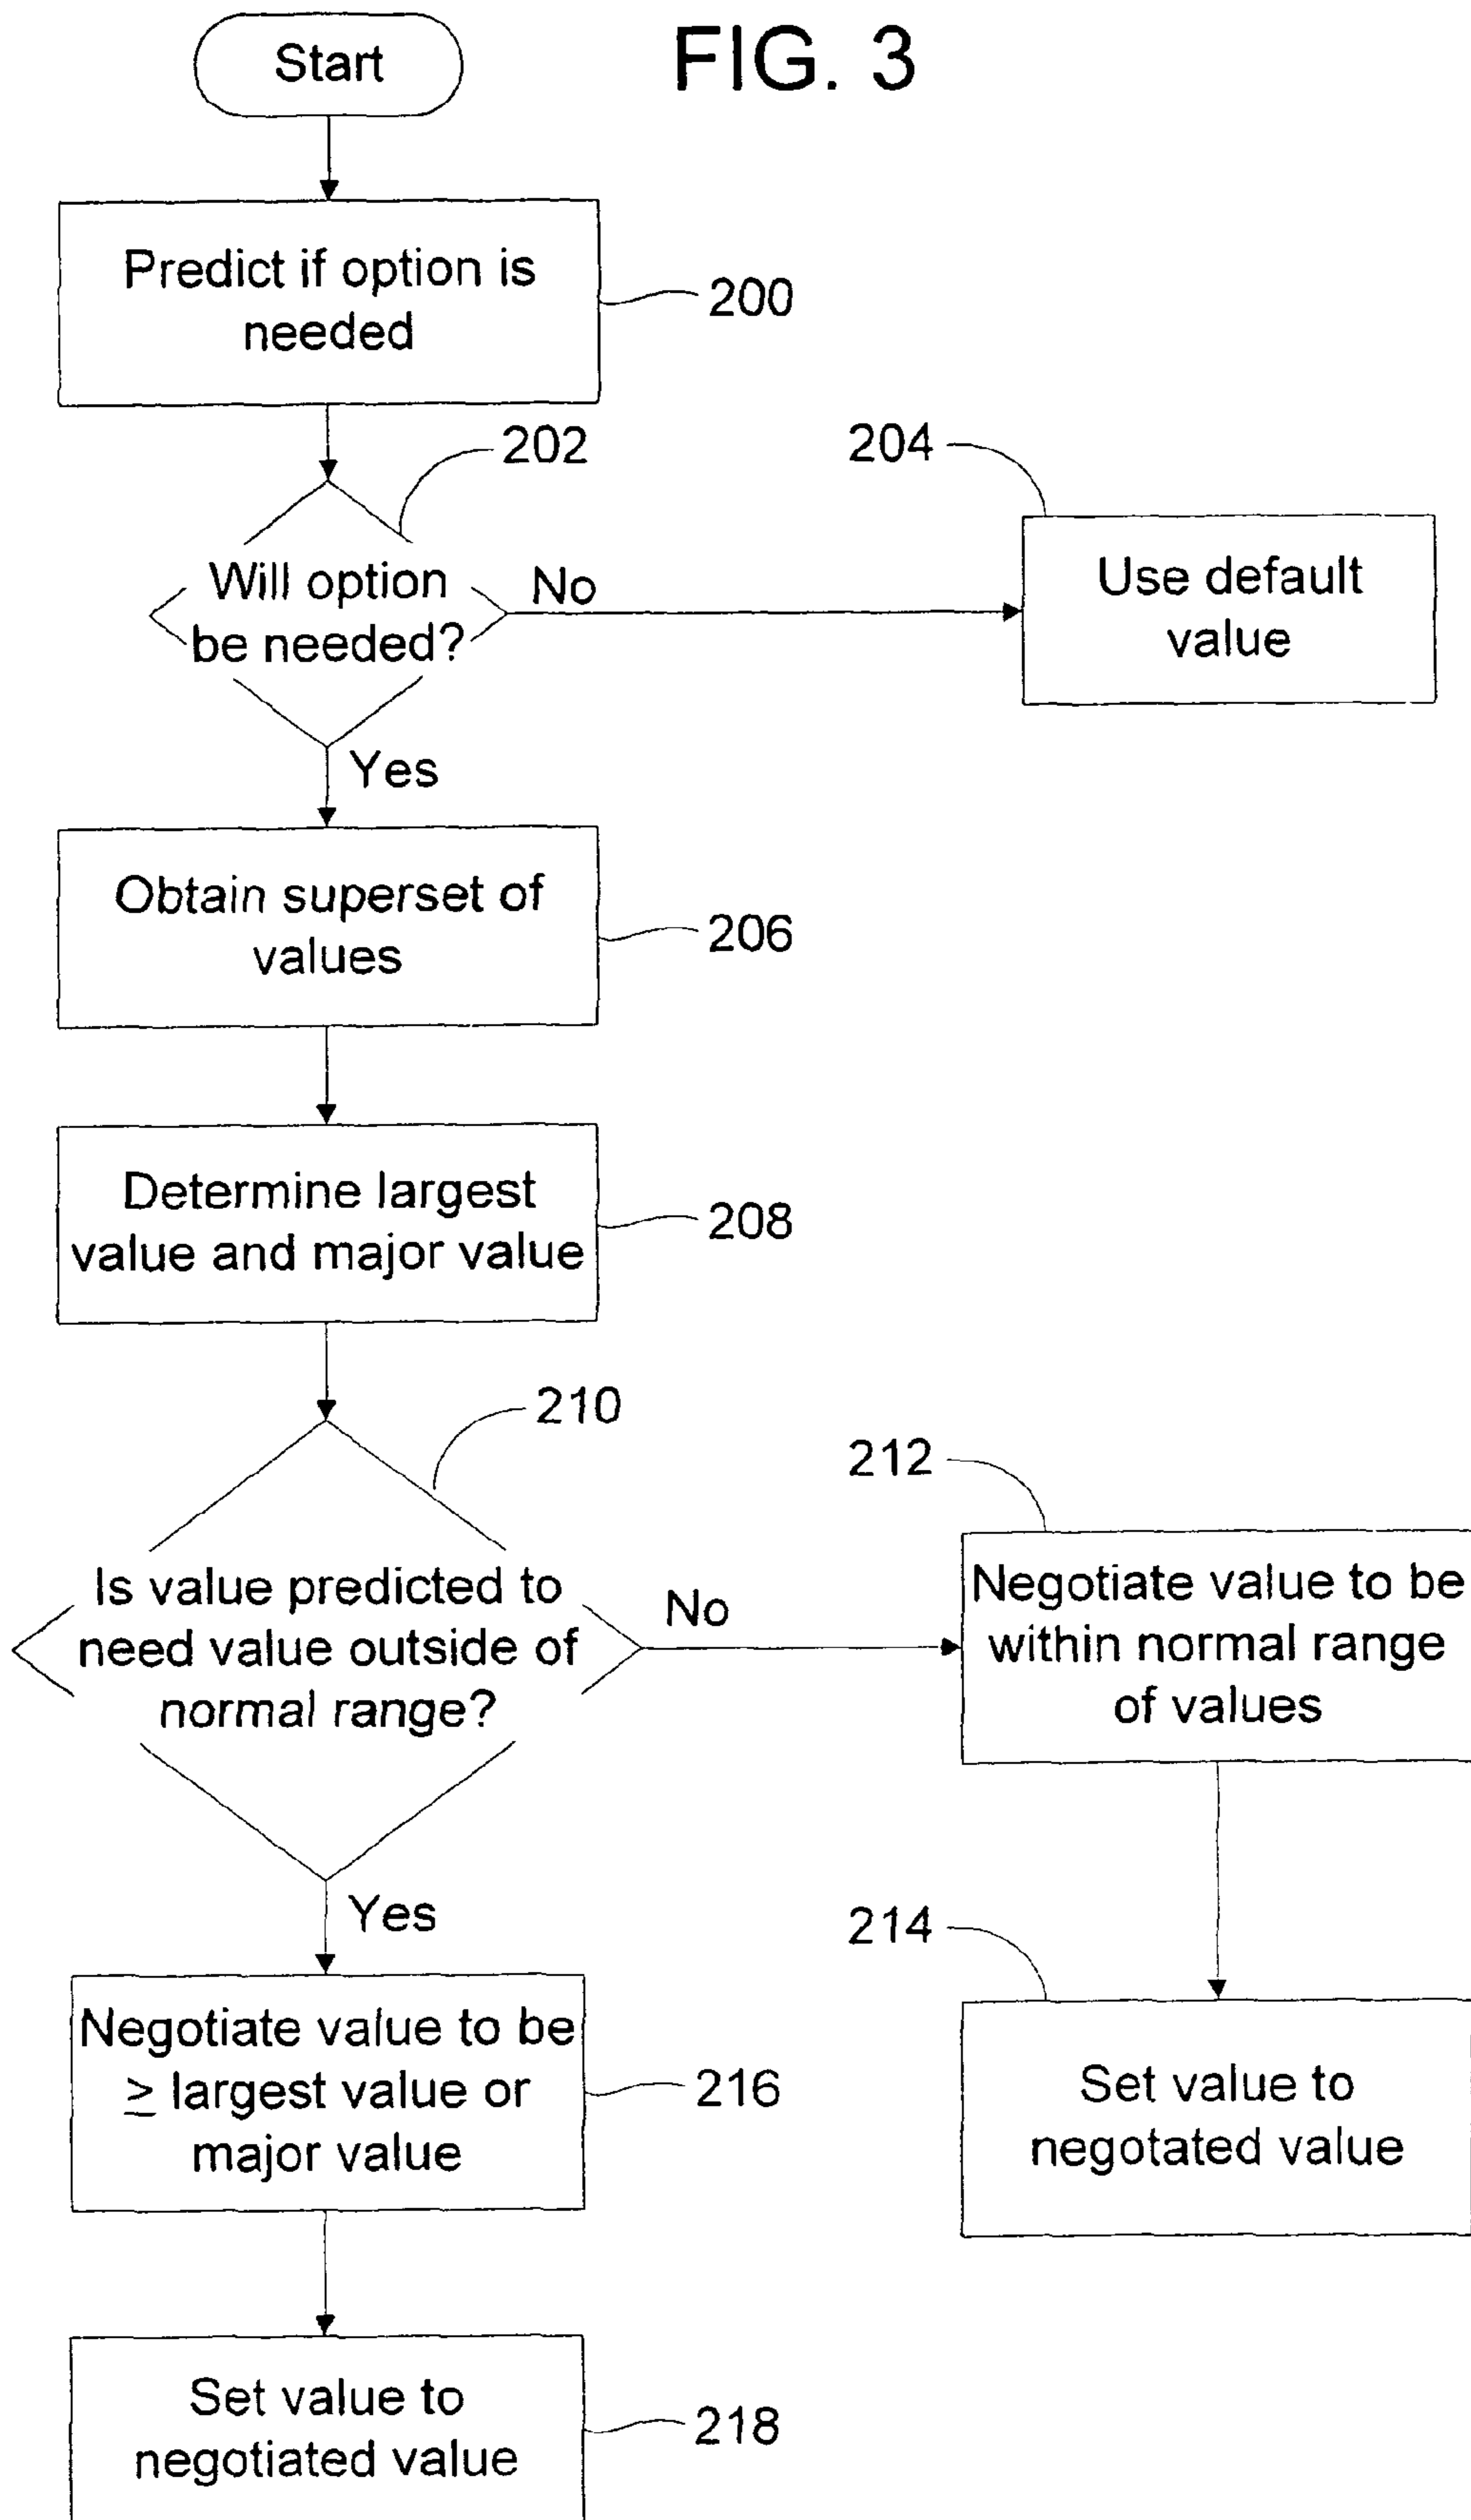 FIG. 3
Start
Predict if option is
needed
200
202
204
Will option
be needed?
No
Use default
value
Yes
Obtain superset of
values
206
Determine largest
value and major value
208
210
212
Is value predicted to
need value outside of
normal range?
No
Negotiate value to be
within normal range
of values
Yes
214
Negotiate value to be
≥ largest value or
major value
216
Set value to
negotated value
Set value to
negotiated value
218